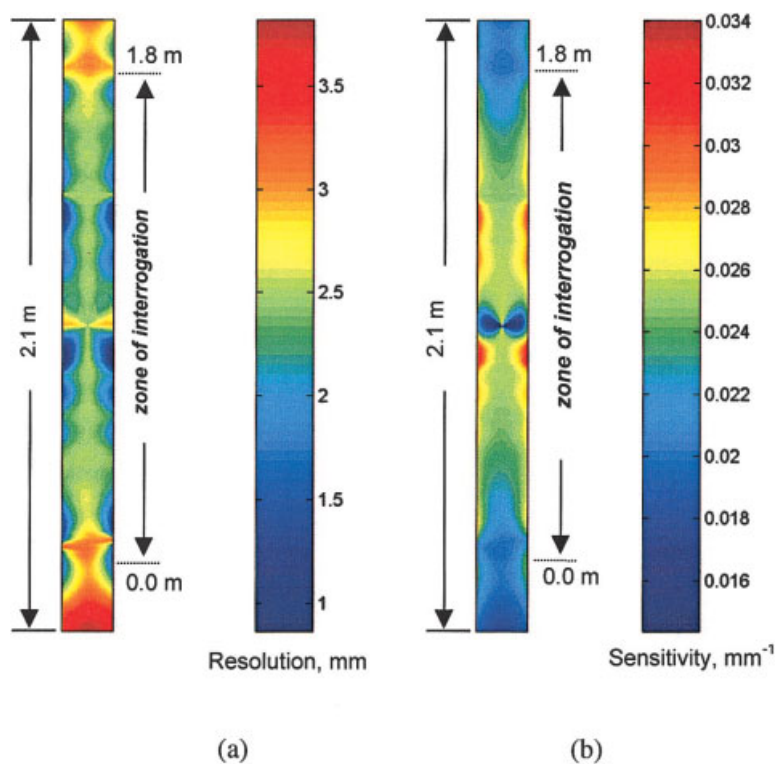 1.8 m
zone of interrogation
2.1 m
0.0 m
3.5
3
2.5
2
1.5
1
Resolution, mm
(a)
1.8 m
zone of interrogation
2.1 m
0.0 m
0.034
0.032
0.03
0.028
0.026
0.024
0.022
0.02
0.018
0.016
Sensitivity, mm⁻¹
(b)